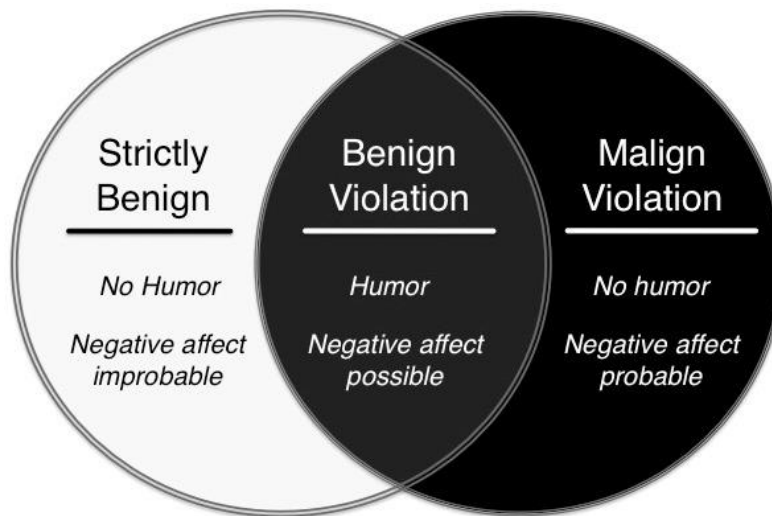 Strictly
Benign
No Humor
Negative affect
improbable
Benign
Violation
Humor
Negative affect
possible
Malign
Violation
No humor
Negative affect
probable